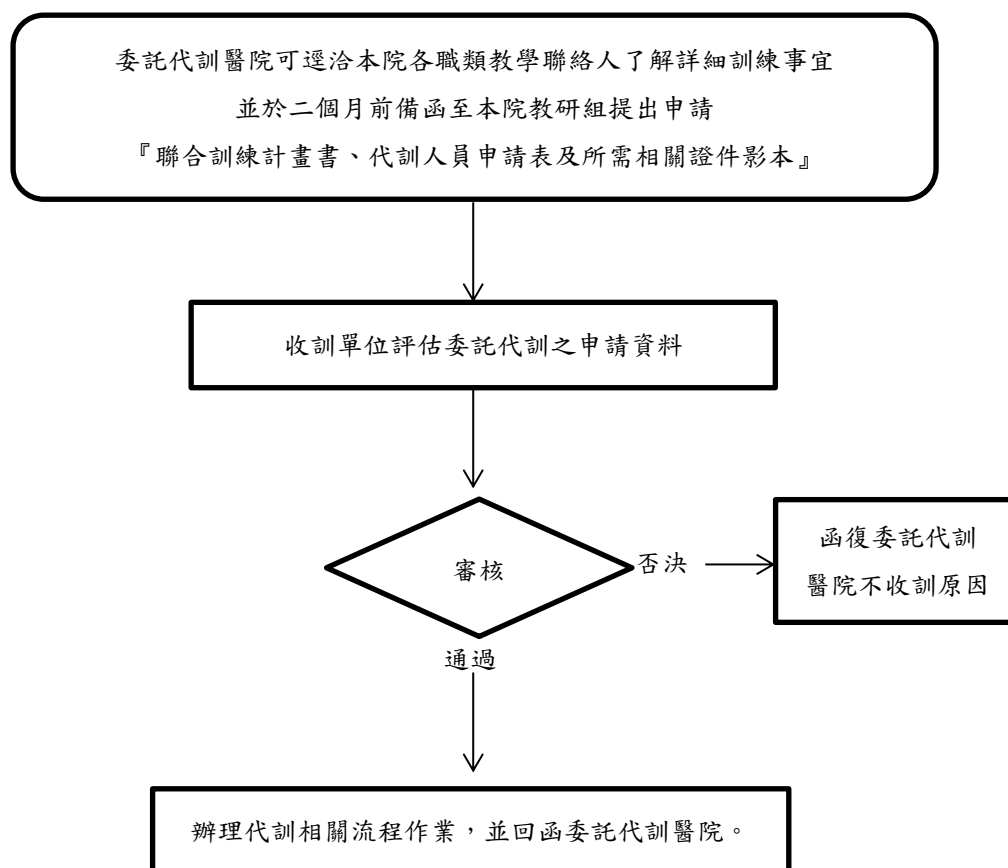 委託代訓醫院可逕洽本院各職類教學聯絡人了解詳細訓練事宜
並於二個月前備函至本院教研組提出申請
『聯合訓練計畫書、代訓人員申請表及所需相關證件影本』
收訓單位評估委託代訓之申請資料
審核
否決
函復委託代訓
醫院不收訓原因
通過
辦理代訓相關流程作業，並回函委託代訓醫院。